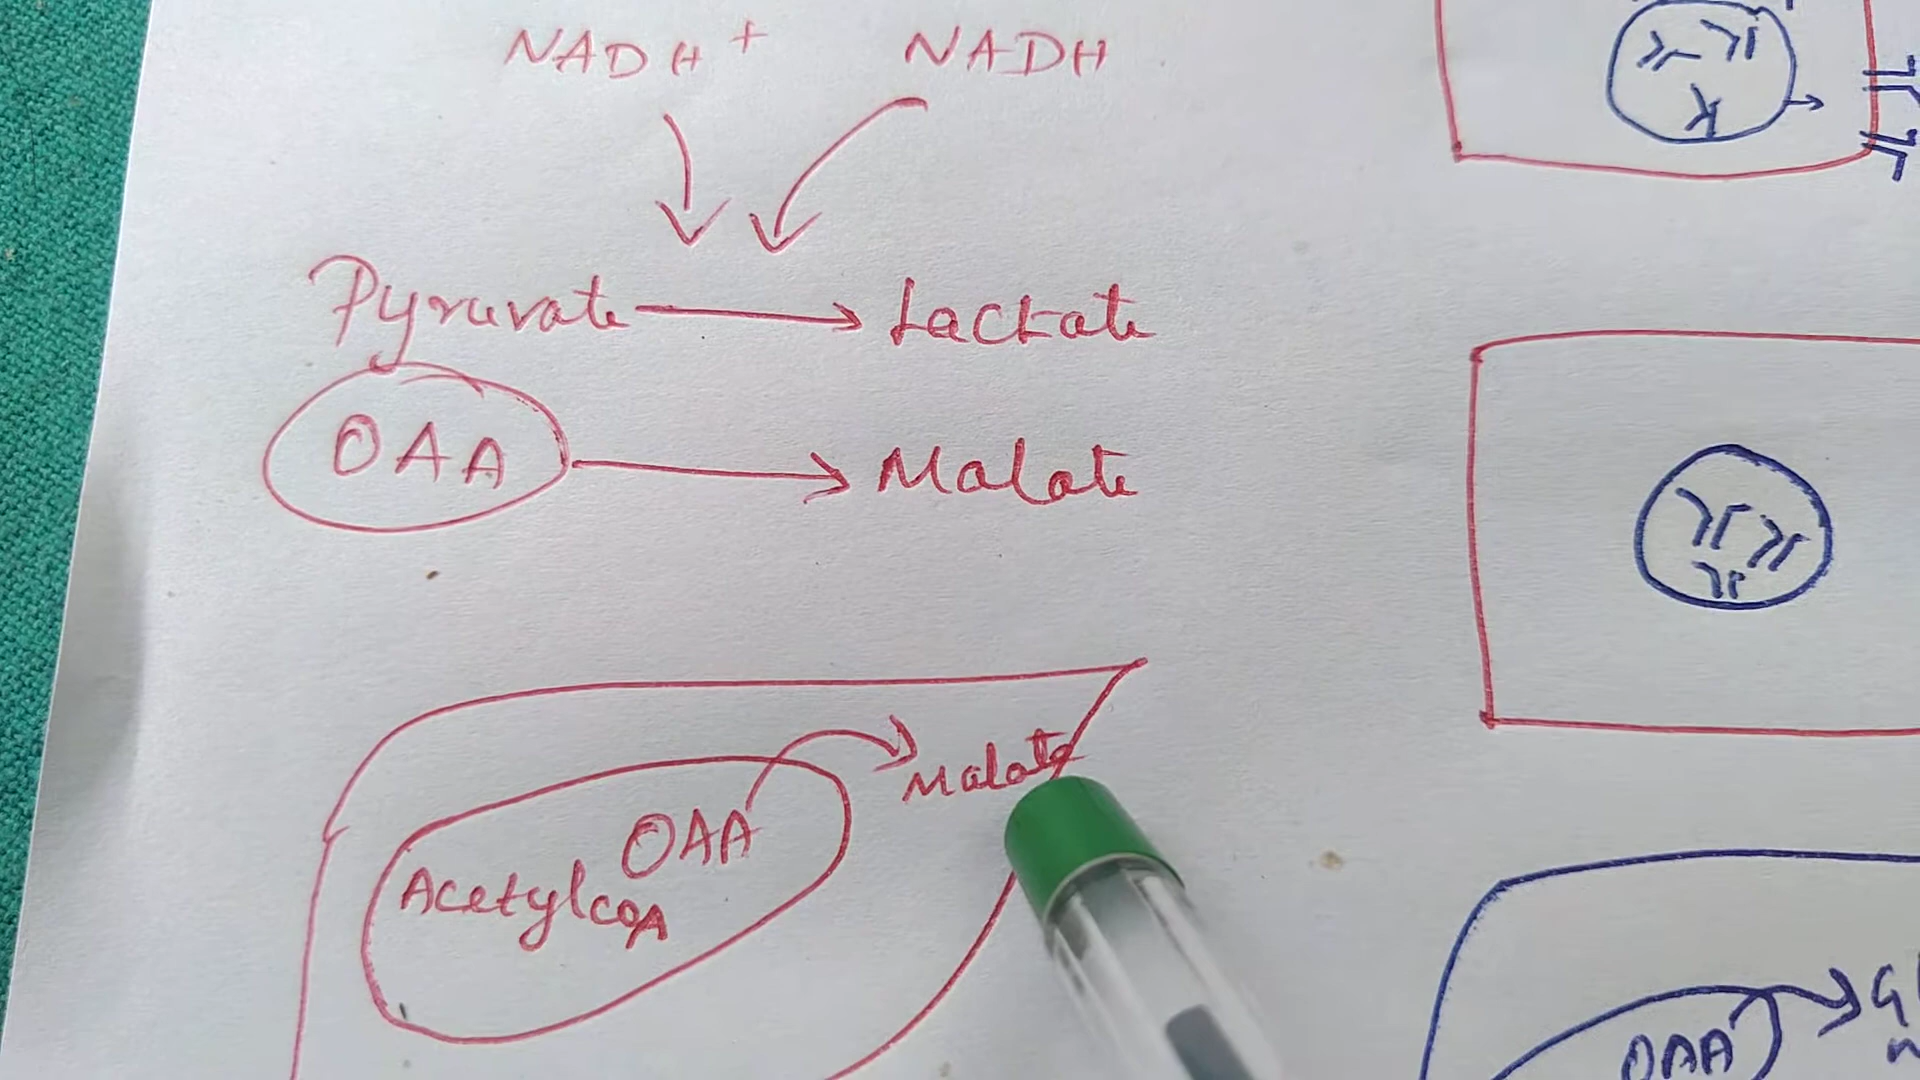 NADH + NADH
Pyruvate → Lactate
OAA → Malate
Malate
OAA
AcetylcoA
OAA